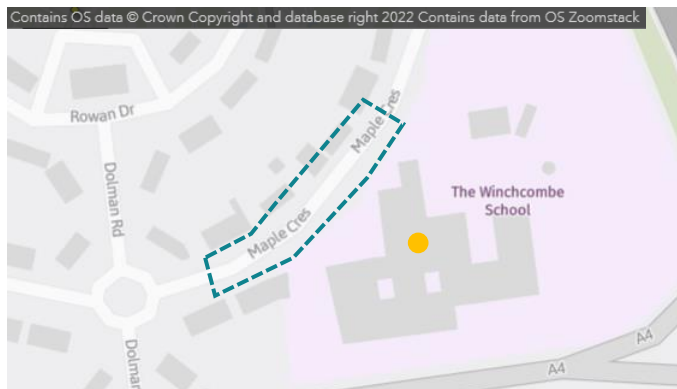 Contains OS data © Crown Copyright and database right 2022 Contains data from OS Zoomstack
Rowan Dr
Maple Cres
Dolman Rd
The Winchcombe
School
Maple Cres
A4
A4
Dolman